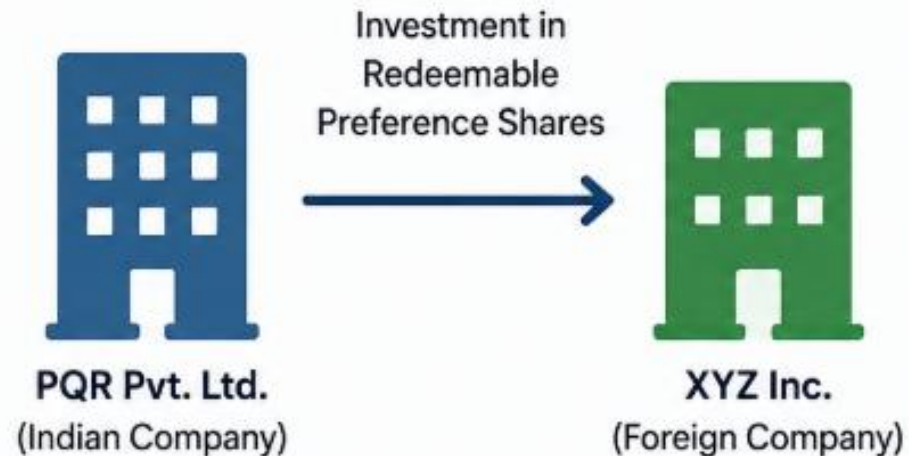 Investment in
Redeemable
Preference Shares
PQR Pvt. Ltd.
(Indian Company)
XYZ Inc.
(Foreign Company)